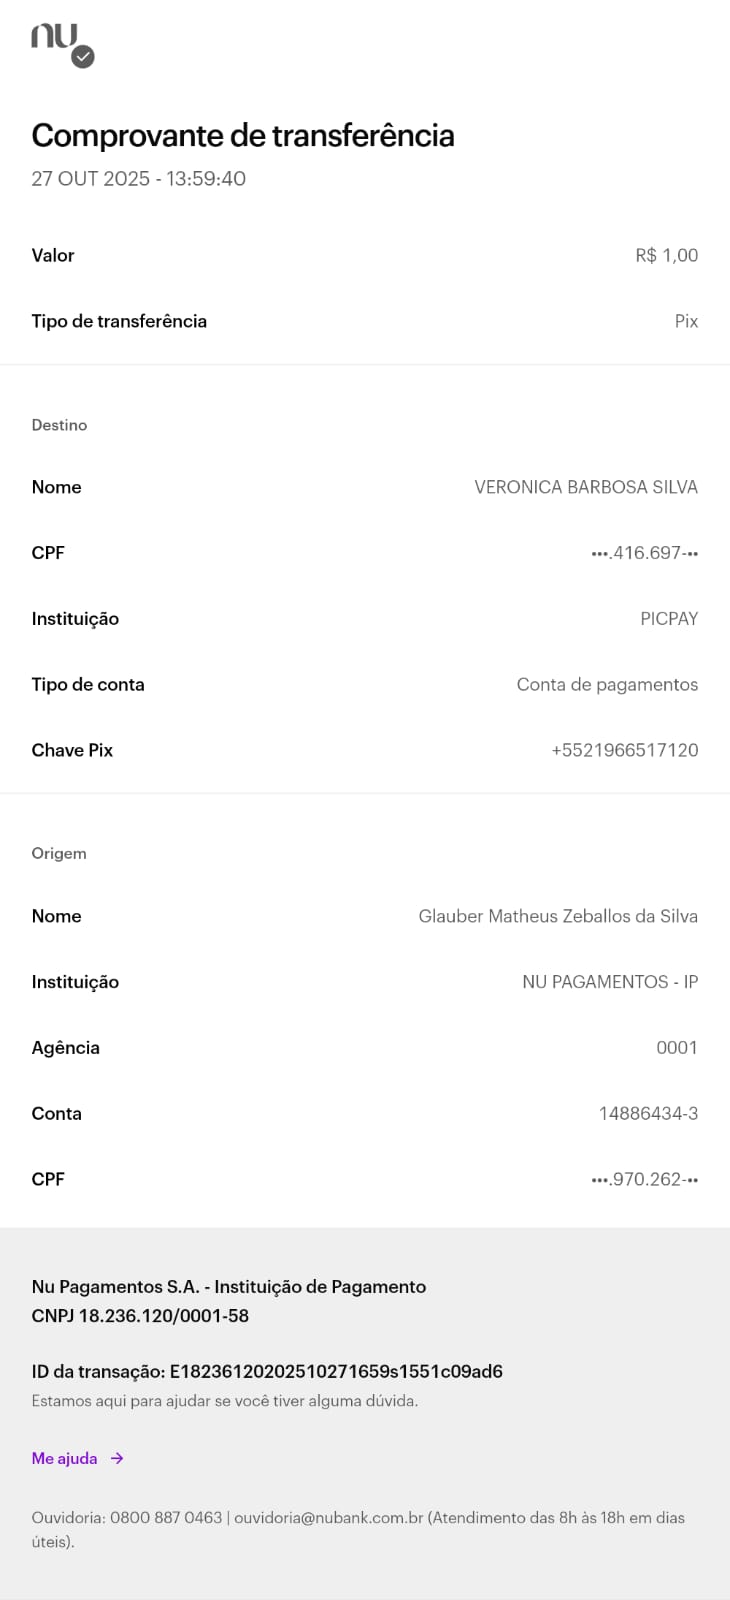 nu
Comprovante de transferência
27 OUT 2025 - 13:59:40
Valor R$ 1,00
Tipo de transferência Pix
Destino
Nome VERONICA BARBOSA SILVA
CPF •••.416.697-••
Instituição PICPAY
Tipo de conta Conta de pagamentos
Chave Pix +5521966517120
Origem
Nome Glauber Matheus Zeballos da Silva
Instituição NU PAGAMENTOS - IP
Agência 0001
Conta 14886434-3
CPF •••.970.262-••
Nu Pagamentos S.A. - Instituição de Pagamento
CNPJ 18.236.120/0001-58
ID da transação: E18236120202510271659s1551c09ad6
Estamos aqui para ajudar se você tiver alguma dúvida.
Me ajuda →
Ouvidoria: 0800 887 0463 | ouvidoria@nubank.com.br (Atendimento das 8h às 18h em dias
úteis).